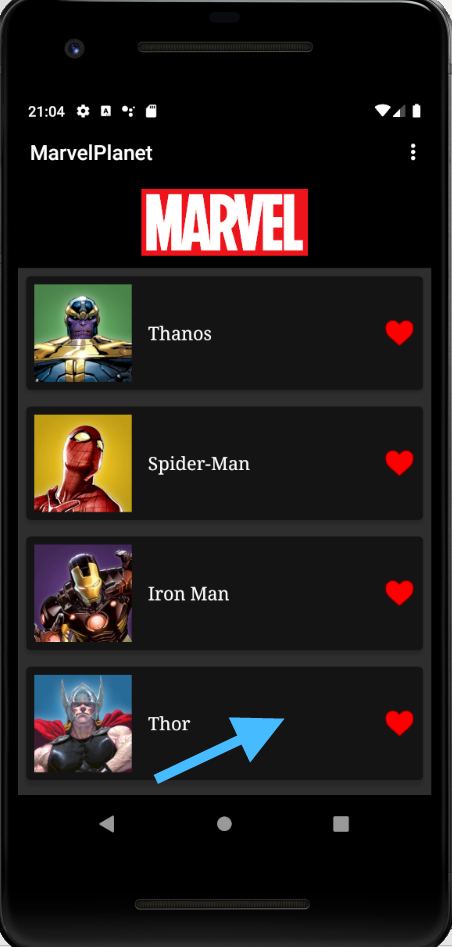 21:04
MarvelPlanet
MARVEL
Thanos
Spider-Man
Iron Man
Thor